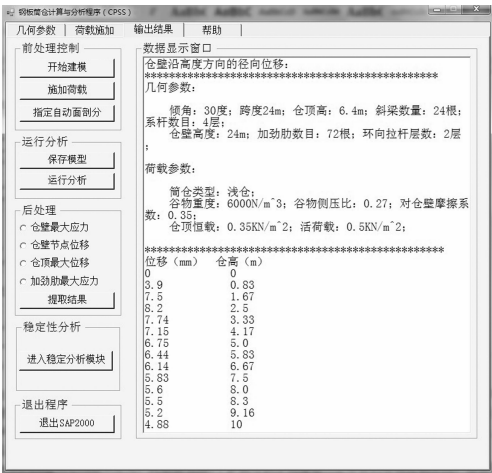 钢板筒仓计算与分析程序(CPSS)
几何参数 荷载施加 输出结果 帮助
前处理控制
开始建模
施加荷载
指定自动面剖分
运行分析
保存模型
运行分析
后处理
仓壁最大应力
仓壁节点位移
仓顶最大位移
加劲肋最大应力
提取结果
稳定性分析
进入稳定分析模块
退出程序
退出SAP2000
数据显示窗口
仓壁沿高度方向的径向位移:
**********************************************
几何参数:
倾角: 30度; 跨度24m; 仓顶高: 6.4m; 斜梁数量: 24根;
系杆数目: 4层;
仓壁高度: 24m; 加劲肋数目: 72根; 环向拉杆层数: 2层
;
荷载参数:
筒仓类型: 浅仓;
谷物重度: 6000N/m^3; 谷物侧压比: 0.27; 对仓壁摩擦系
数: 0.35;
仓顶恒载: 0.35KN/m^2; 活荷载: 0.5KN/m^2;
***********************************************
位移(mm) 仓高(m)
0 0
3.9 0.83
7.5 1.67
8.2 2.5
7.74 3.33
7.15 4.17
6.75 5.0
6.44 5.83
6.14 6.67
5.83 7.5
5.6 8.0
5.5 8.3
5.2 9.16
4.88 10